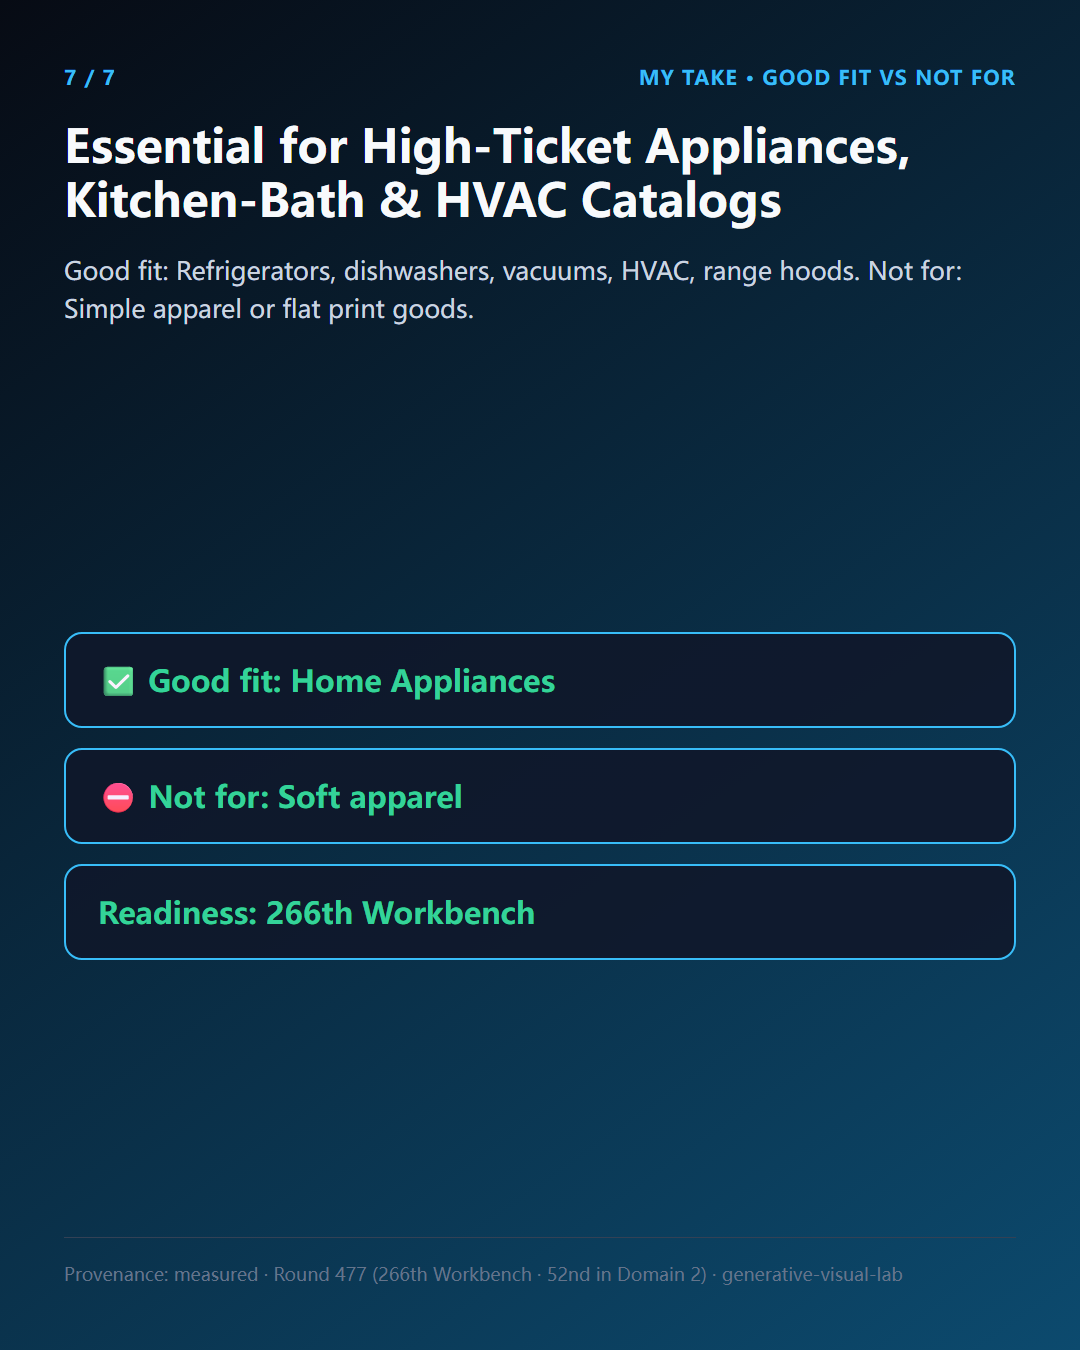 7 / 7
MY TAKE • GOOD FIT VS NOT FOR
Essential for High-Ticket Appliances,
Kitchen-Bath & HVAC Catalogs
Good fit: Refrigerators, dishwashers, vacuums, HVAC, range hoods. Not for:
Simple apparel or flat print goods.
✅ Good fit: Home Appliances
⛔ Not for: Soft apparel
Readiness: 266th Workbench
Provenance: measured · Round 477 (266th Workbench · 52nd in Domain 2) · generative-visual-lab